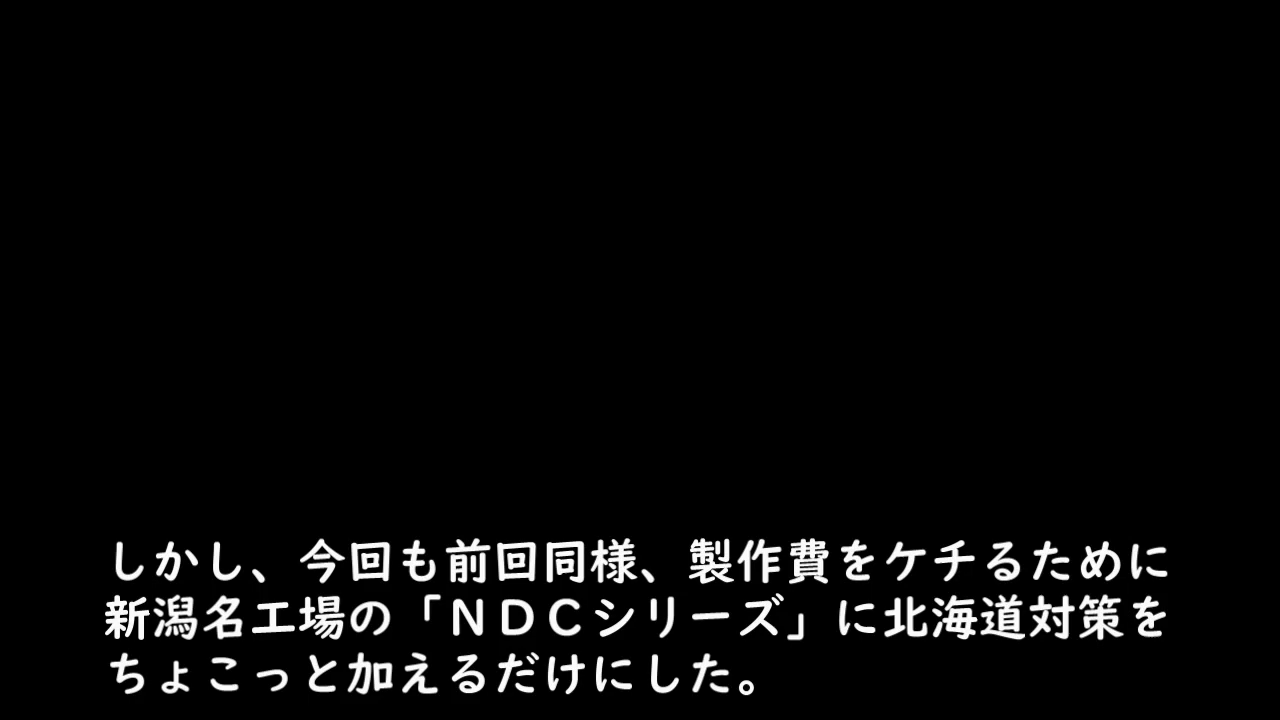 しかし、今回も前回同様、製作費をケチるために
新潟名工場の「ＮＤＣシリーズ」に北海道対策を
ちょこっと加えるだけにした。